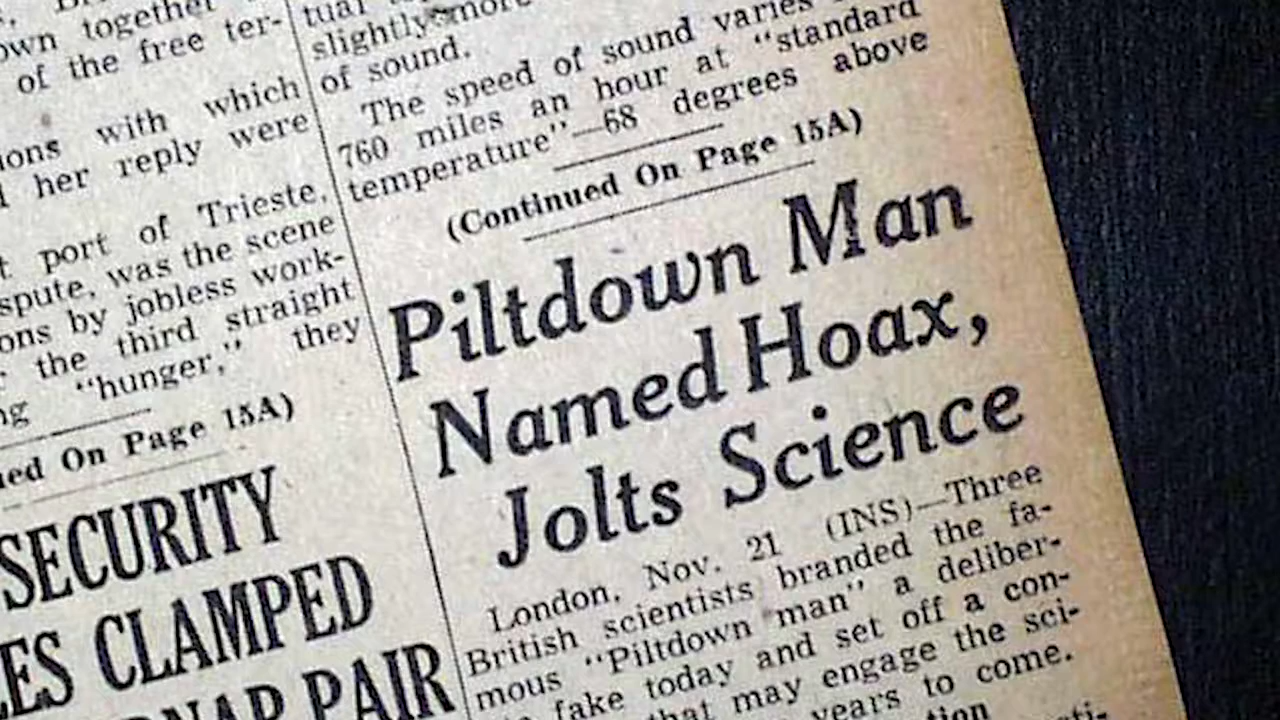 own together
of the free ter-
ions with which
her reply were
port of Trieste,
spute, was the scene
ons by jobless work-
the third straight
"hunger," they
ng
ed On Page 15A)
SECURITY
ES CLAMPED
NAP PAIR
slightly more
of sound.
The speed of sound varies
760 miles an hour at "standard
temperature"—68 degrees above
(Continued On Page 15A)
Piltdown Man
Named Hoax,
Jolts Science
London, Nov. 21 (INS)—Three
British scientists branded the fa-
mous "Piltdown man" a deliber-
fake today and set off a con-
that may engage the sci-
years to come.